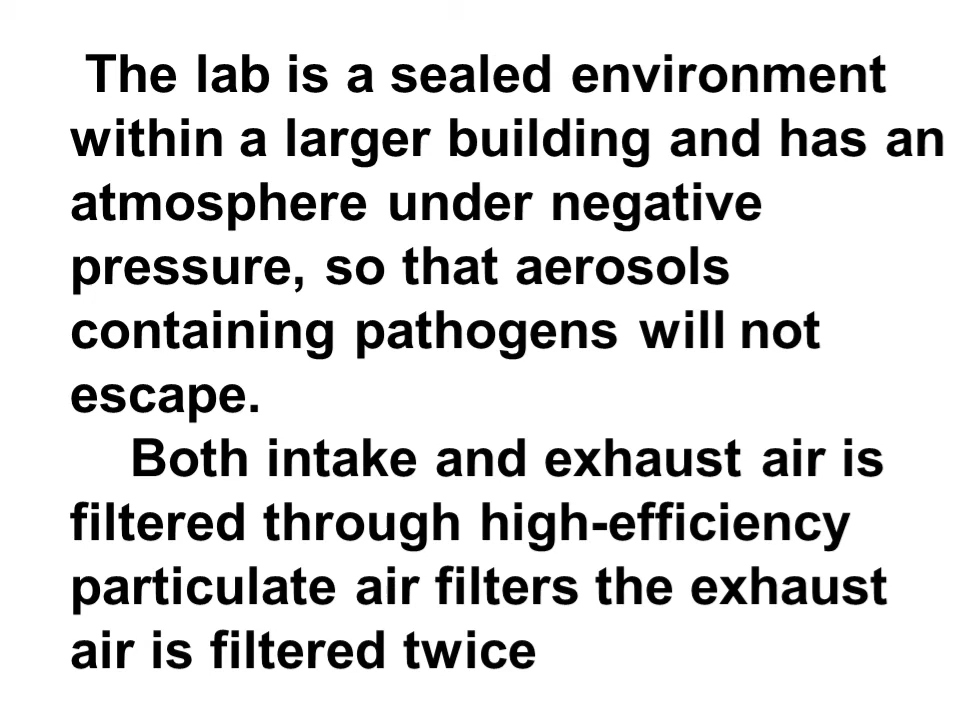 The lab is a sealed environment
within a larger building and has an
atmosphere under negative
pressure, so that aerosols
containing pathogens will not
escape.
Both intake and exhaust air is
filtered through high-efficiency
particulate air filters the exhaust
air is filtered twice